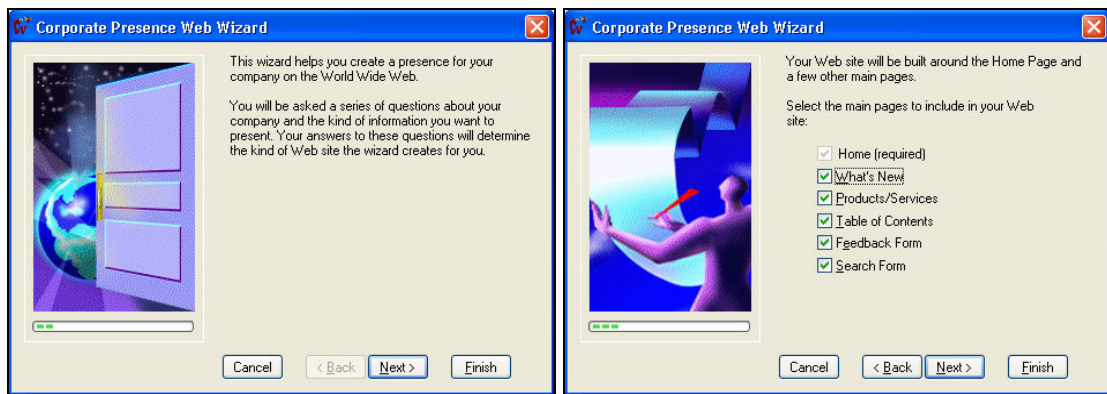 Corporate Presence Web Wizard
This wizard helps you create a presence for your
company on the World Wide Web.
You will be asked a series of questions about your
company and the kind of information you want to
present. Your answers to these questions will determine
the kind of Web site the wizard creates for you.
Cancel
< Back
Next >
Finish
Corporate Presence Web Wizard
Your Web site will be built around the Home Page and
a few other main pages.
Select the main pages to include in your Web
site:
Home (required)
What's New
Products/Services
Table of Contents
Feedback Form
Search Form
Cancel
< Back
Next >
Finish